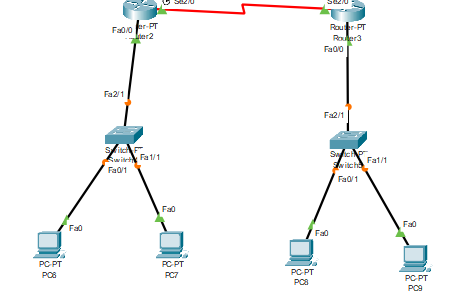 Se2/0
Se2/0
Router-PT
Router3
Fa0/0
Fa0/0
Fa2/1
Fa2/1
Fa1/1
Fa0/1
Fa1/1
Fa0/1
Fa0
Fa0
Fa0
Fa0
PC-PT
PC6
PC-PT
PC7
PC-PT
PC8
PC-PT
PC9